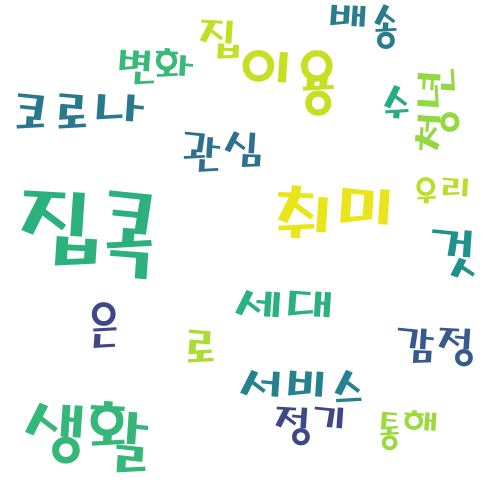 배송
집
이용
변화
청년
수
코로나
관심
우리
집콕
취미
것
세대
은
로
감정
서비스
정기
생활
통해